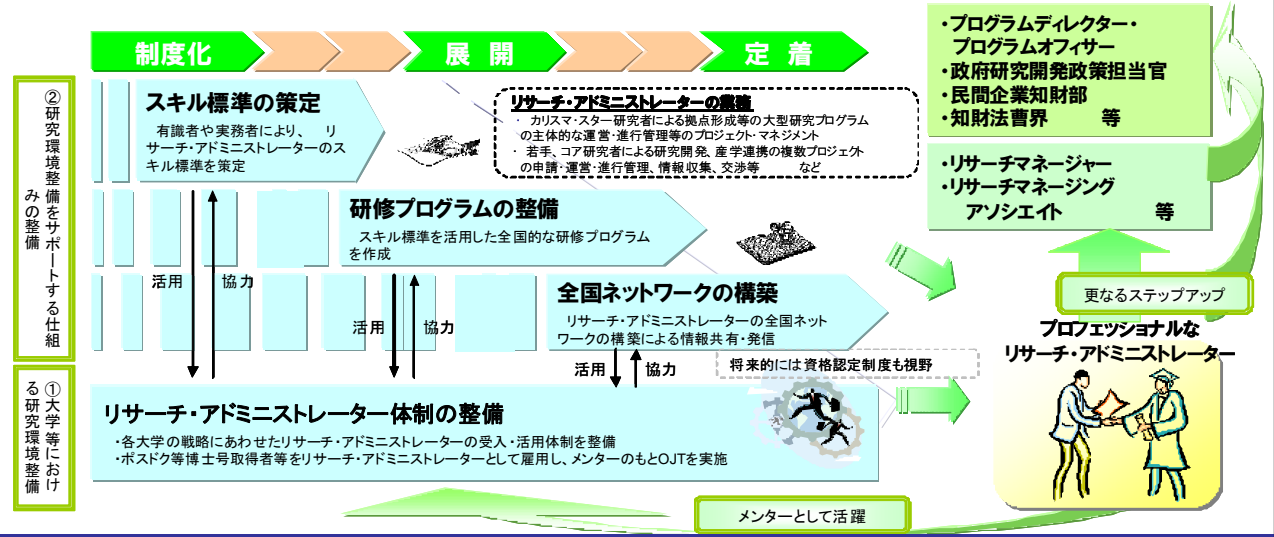 制度化
展 開
定 着
②研究環境整備をサポートする仕組
みの整備
スキル標準の策定
有識者や実務者により、 リ
サーチ・アドミニストレーターのス
キル標準を策定
リサーチ・アドミニストレーターの業務
・ カリスマ・スター研究者による拠点形成等の大型研究プログラム
の主体的な運営・進行管理等のプロジェクト・マネジメント
・ 若手、コア研究者による研究開発、産学連携の複数プロジェクト
の申請・運営・進行管理、情報収集、交渉等 など
研修プログラムの整備
スキル標準を活用した全国的な研修プログラム
を作成
活用
協力
全国ネットワークの構築
リサーチ・アドミニストレーターの全国ネット
ワークの構築による情報共有・発信
活用
協力
活用
協力
将来的には資格認定制度も視野
①大学等におけ
る研究環境整備
リサーチ・アドミニストレーター体制の整備
・各大学の戦略にあわせたリサーチ・アドミニストレーターの受入・活用体制を整備
・ポスドク等博士号取得者等をリサーチ・アドミニストレーターとして雇用し、メンターのもとOJTを実施
・プログラムディレクター・
プログラムオフィサー
・政府研究開発政策担当官
・民間企業知財部
・知財法曹界 等
・リサーチマネージャー
・リサーチマネージング
アソシエイト 等
更なるステップアップ
プロフェッショナルな
リサーチ・アドミニストレーター
メンターとして活躍